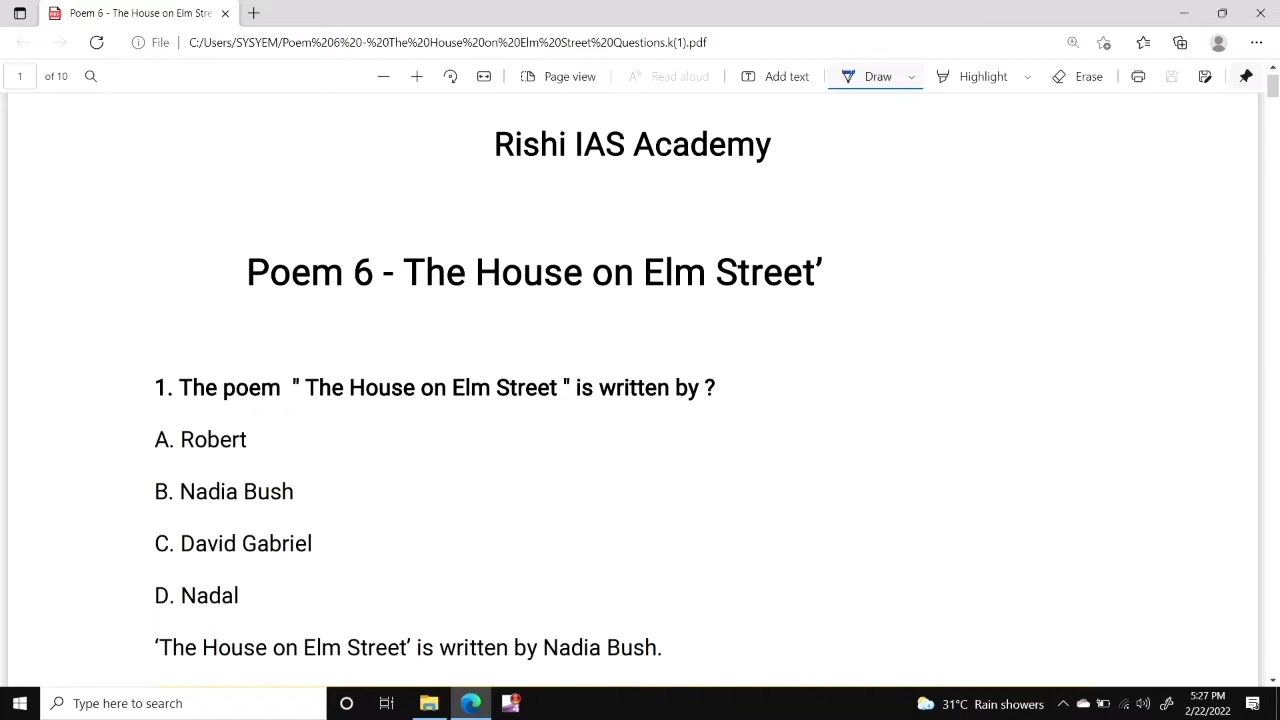 Poem 6 - The House on Elm Stre
File C:/Users/SYSYEM/Poem%206%20-%20The%20House%20on%20Elm%20Street%20Questions.k(1).pdf
1 of 10 Page view Read aloud Add text Draw Highlight Erase
Rishi IAS Academy
Poem 6 - The House on Elm Street’
1. The poem " The House on Elm Street " is written by ?
A. Robert
B. Nadia Bush
C. David Gabriel
D. Nadal
‘The House on Elm Street’ is written by Nadia Bush.
Type here to search 31°C Rain showers 5:27 PM
2/22/2022